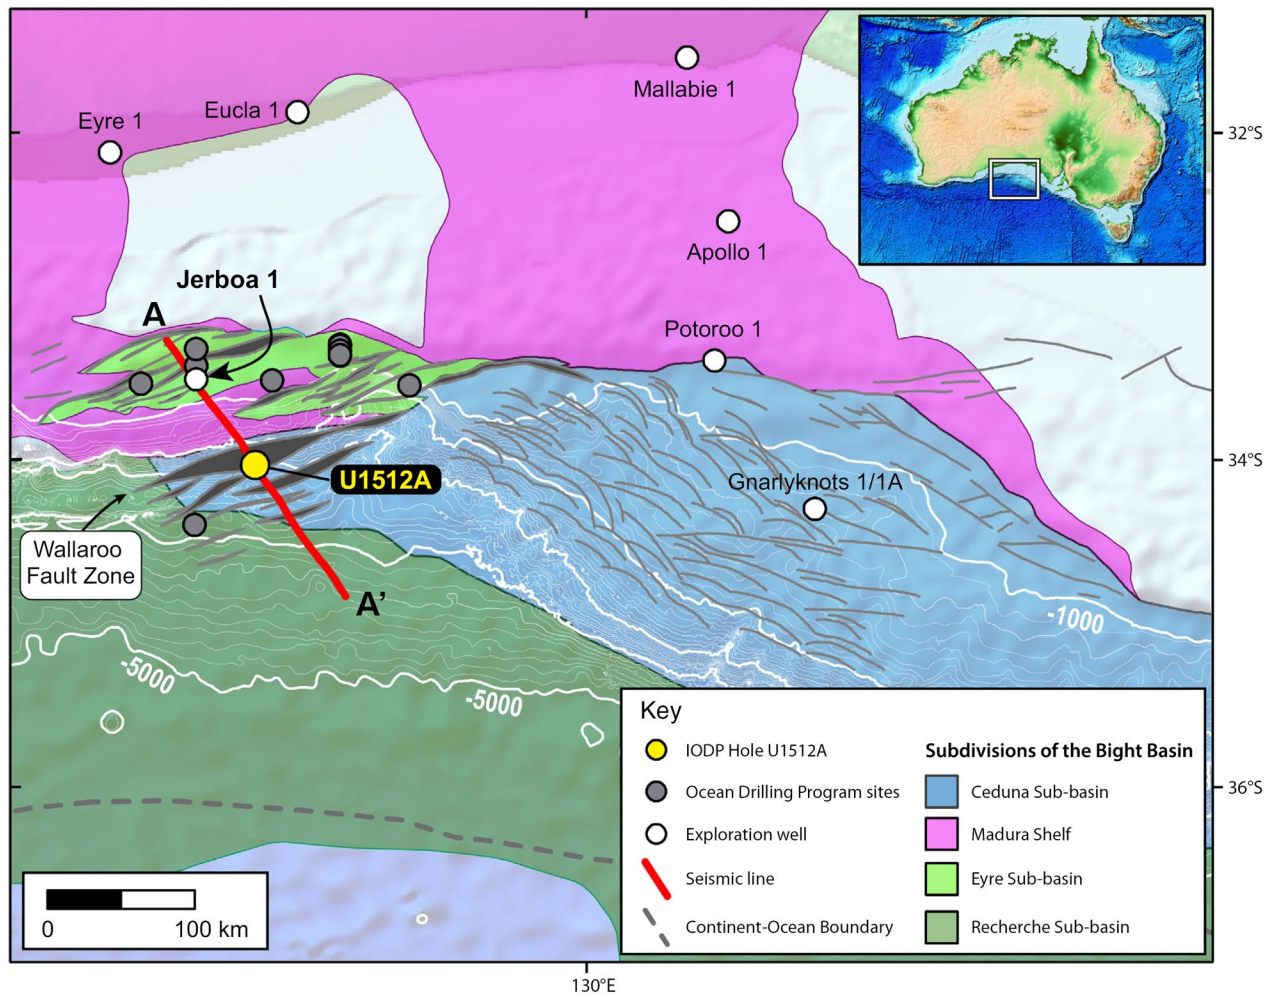 Mallabie 1
Eucla 1
Eyre 1
32°S
Apollo 1
Jerboa 1
A
Potoroo 1
34°S
Gnarlyknots 1/1A
U1512A
Wallaroo
Fault Zone
A’
-1000
-5000
-5000
36°S
0
100 km
130°E
Key
IODP Hole U1512A
Ocean Drilling Program sites
Exploration well
Seismic line
Continent-Ocean Boundary
Subdivisions of the Bight Basin
Ceduna Sub-basin
Madura Shelf
Eyre Sub-basin
Recherche Sub-basin